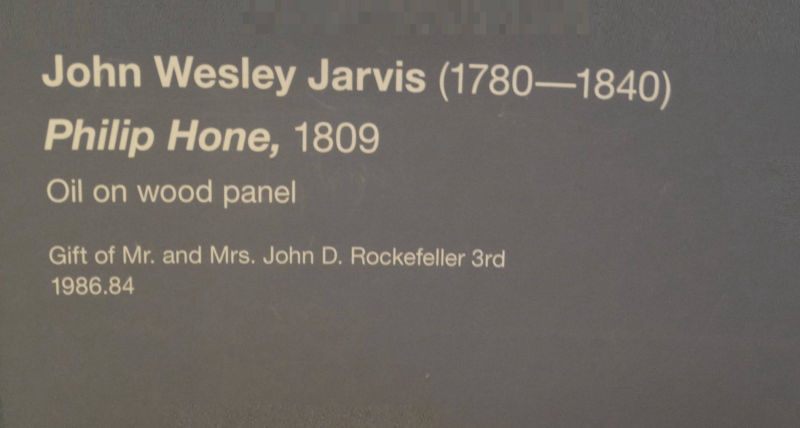 John Wesley Jarvis (1780—1840)
Philip Hone, 1809
Oil on wood panel
Gift of Mr. and Mrs. John D. Rockefeller 3rd
1986.84